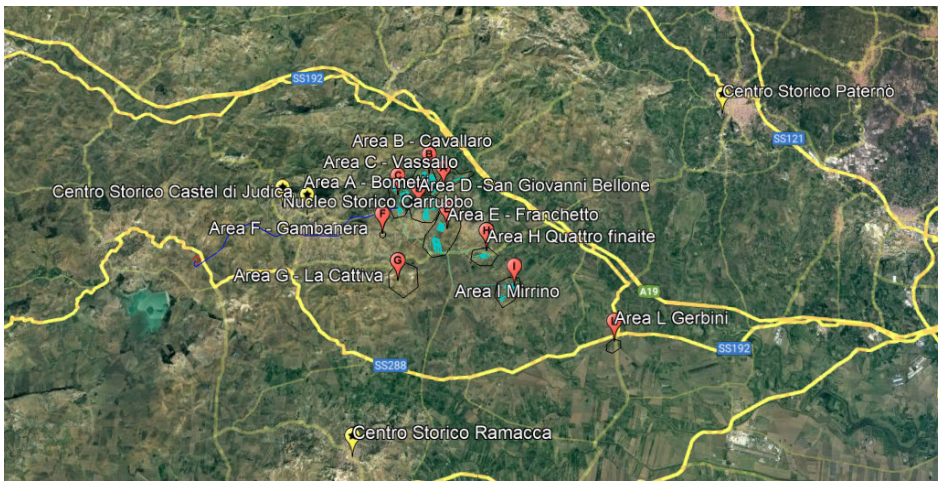 SS192
Centro Storico Paternò
SS121
Area B - Cavallaro
B
Area C - Vassallo
C
Area A - Bometa
Area D -San Giovanni Bellone
Centro Storico Castel di Judica
Nucleo Storico Carrubbo
F
Area E - Franchetto
Area F - Gambanera
H
Area H Quattro finaite
G
Area G - La Cattiva
I
Area I Mirrino
A19
Area L Gerbini
SS192
SS288
Centro Storico Ramacca